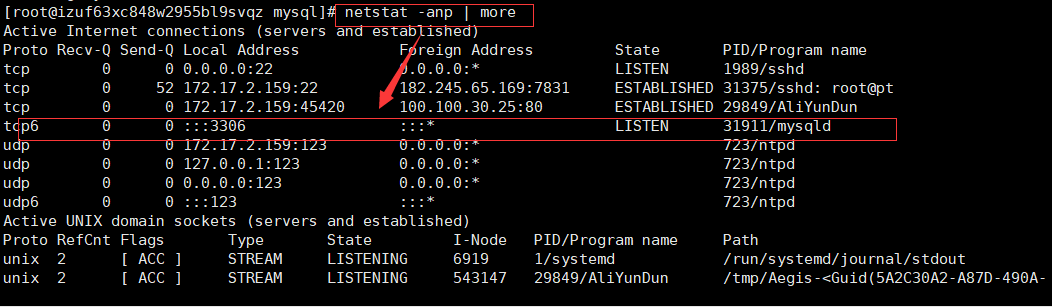 [root@izuf63xc848w2955bl9svqz mysql]# netstat -anp | more
Active Internet connections (servers and established)
Proto Recv-Q Send-Q Local Address           Foreign Address         State       PID/Program name
tcp        0      0 0.0.0.0:22              0.0.0.0:*               LISTEN      1989/sshd
tcp        0     52 172.17.2.159:22         182.245.65.169:7831     ESTABLISHED 31375/sshd: root@pt
tcp        0      0 172.17.2.159:45420      100.100.30.25:80        ESTABLISHED 29849/AliYunDun
tcp6       0      0 :::3306                 :::*                    LISTEN      31911/mysqld
udp        0      0 172.17.2.159:123        0.0.0.0:*                           723/ntpd
udp        0      0 127.0.0.1:123           0.0.0.0:*                           723/ntpd
udp        0      0 0.0.0.0:123             0.0.0.0:*                           723/ntpd
udp6       0      0 :::123                  :::*                                723/ntpd
Active UNIX domain sockets (servers and established)
Proto RefCnt Flags       Type       State         I-Node   PID/Program name     Path
unix  2      [ ACC ]     STREAM     LISTENING     6919     1/systemd            /run/systemd/journal/stdout
unix  2      [ ACC ]     STREAM     LISTENING     543147   29849/AliYunDun      /tmp/Aegis-<Guid(5A2C30A2-A87D-490A-